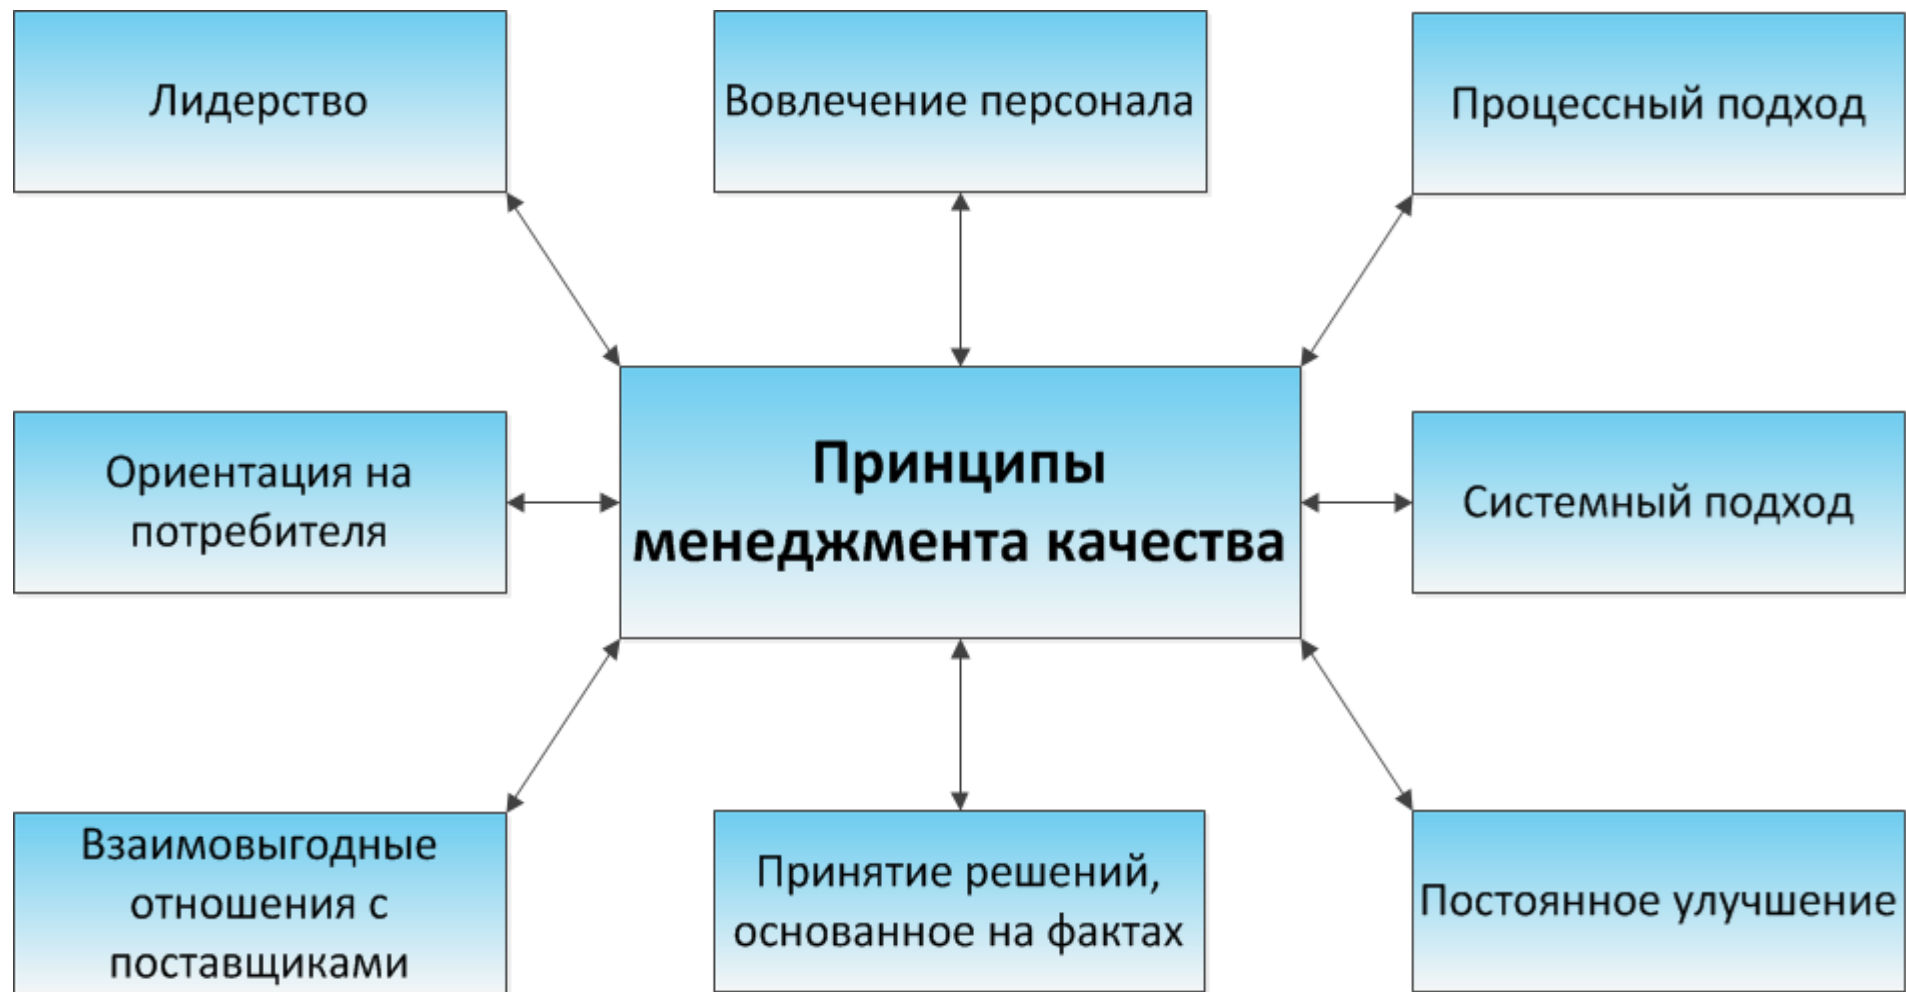 Лидерство
Вовлечение персонала
Процессный подход
Ориентация на
потребителя
Принципы
менеджмента качества
Системный подход
Взаимовыгодные
отношения с
поставщиками
Принятие решений,
основанное на фактах
Постоянное улучшение